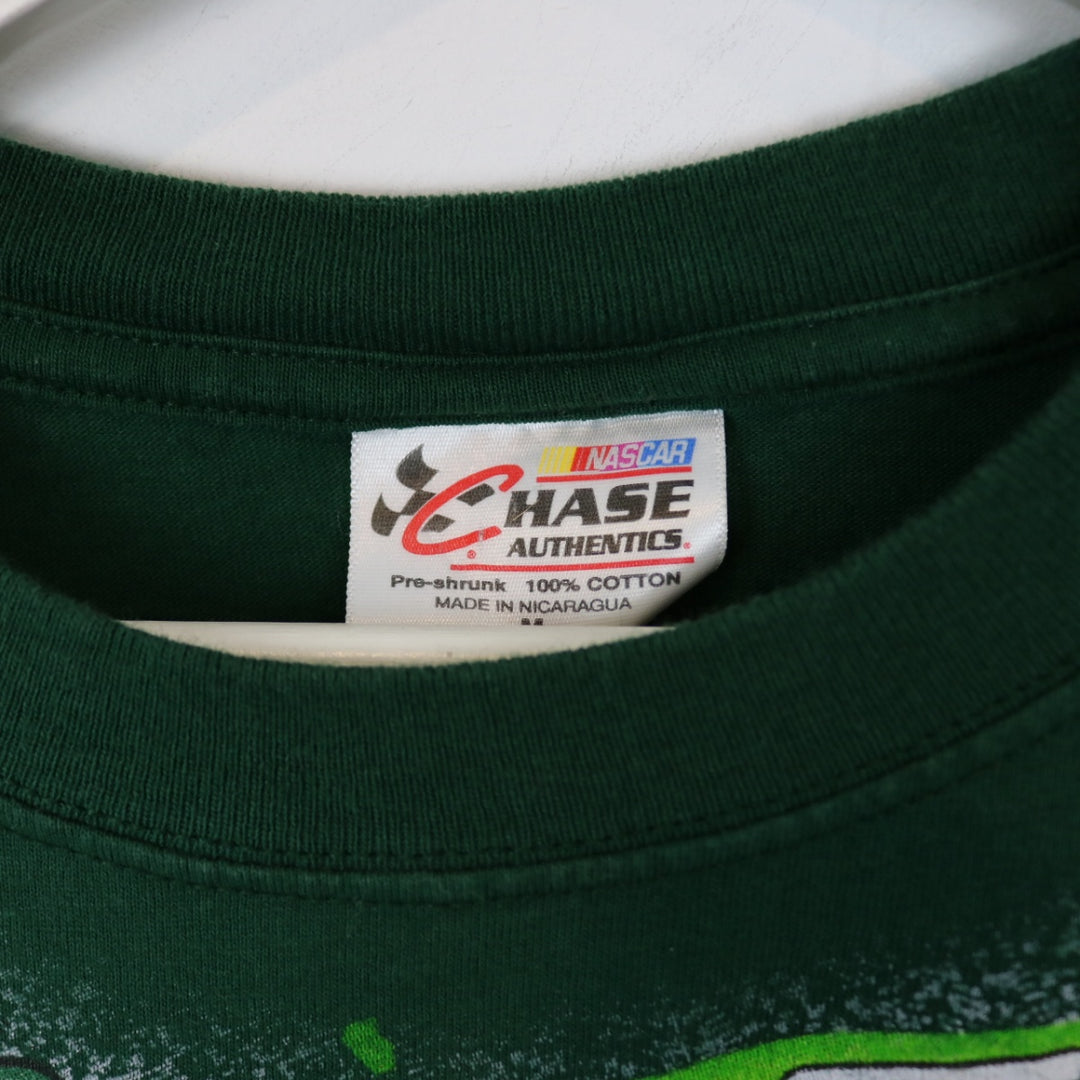 NASCAR
CHASE
AUTHENTICS®
®
Pre-shrunk 100% COTTON
MADE IN NICARAGUA
M